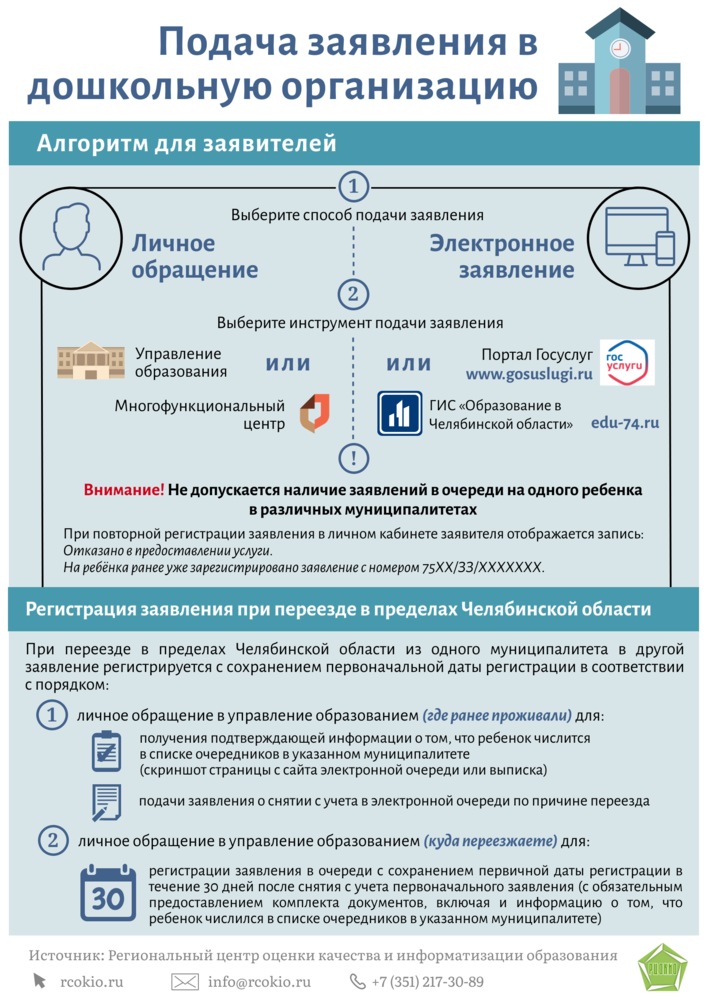 Подача заявления в
дошкольную организацию
Алгоритм для заявителей
1
Выберите способ подачи заявления
Личное
обращение
Электронное
заявление
2
Выберите инструмент подачи заявления
Управление
образования
или
или
Портал Госуслуг
www.gosuslugi.ru
гос
услуги
Многофункциональный
центр
ГИС «Образование в
Челябинской области»
edu-74.ru
!
Внимание! Не допускается наличие заявлений в очереди на одного ребенка
в различных муниципалитетах
При повторной регистрации заявления в личном кабинете заявителя отображается запись:
Отказано в предоставлении услуги.
На ребёнка ранее уже зарегистрировано заявление с номером 75XX/ЗЗ/XXXXXXX.
Регистрация заявления при переезде в пределах Челябинской области
При переезде в пределах Челябинской области из одного муниципалитета в другой
заявление регистрируется с сохранением первоначальной даты регистрации в соответствии
с порядком:
1
личное обращение в управление образованием (где ранее проживали) для:
получения подтверждающей информации о том, что ребенок числится
в списке очередников в указанном муниципалитете
(скриншот страницы с сайта электронной очереди или выписка)
подачи заявления о снятии с учета в электронной очереди по причине переезда
2
личное обращение в управление образованием (куда переезжаете) для:
30
регистрации заявления в очереди с сохранением первичной даты регистрации в
течение 30 дней после снятия с учета первоначального заявления (с обязательным
предоставлением комплекта документов, включая и информацию о том, что
ребенок числился в списке очередников в указанном муниципалитете)
Источник: Региональный центр оценки качества и информатизации образования
rcokio.ru
info@rcokio.ru
+7 (351) 217-30-89